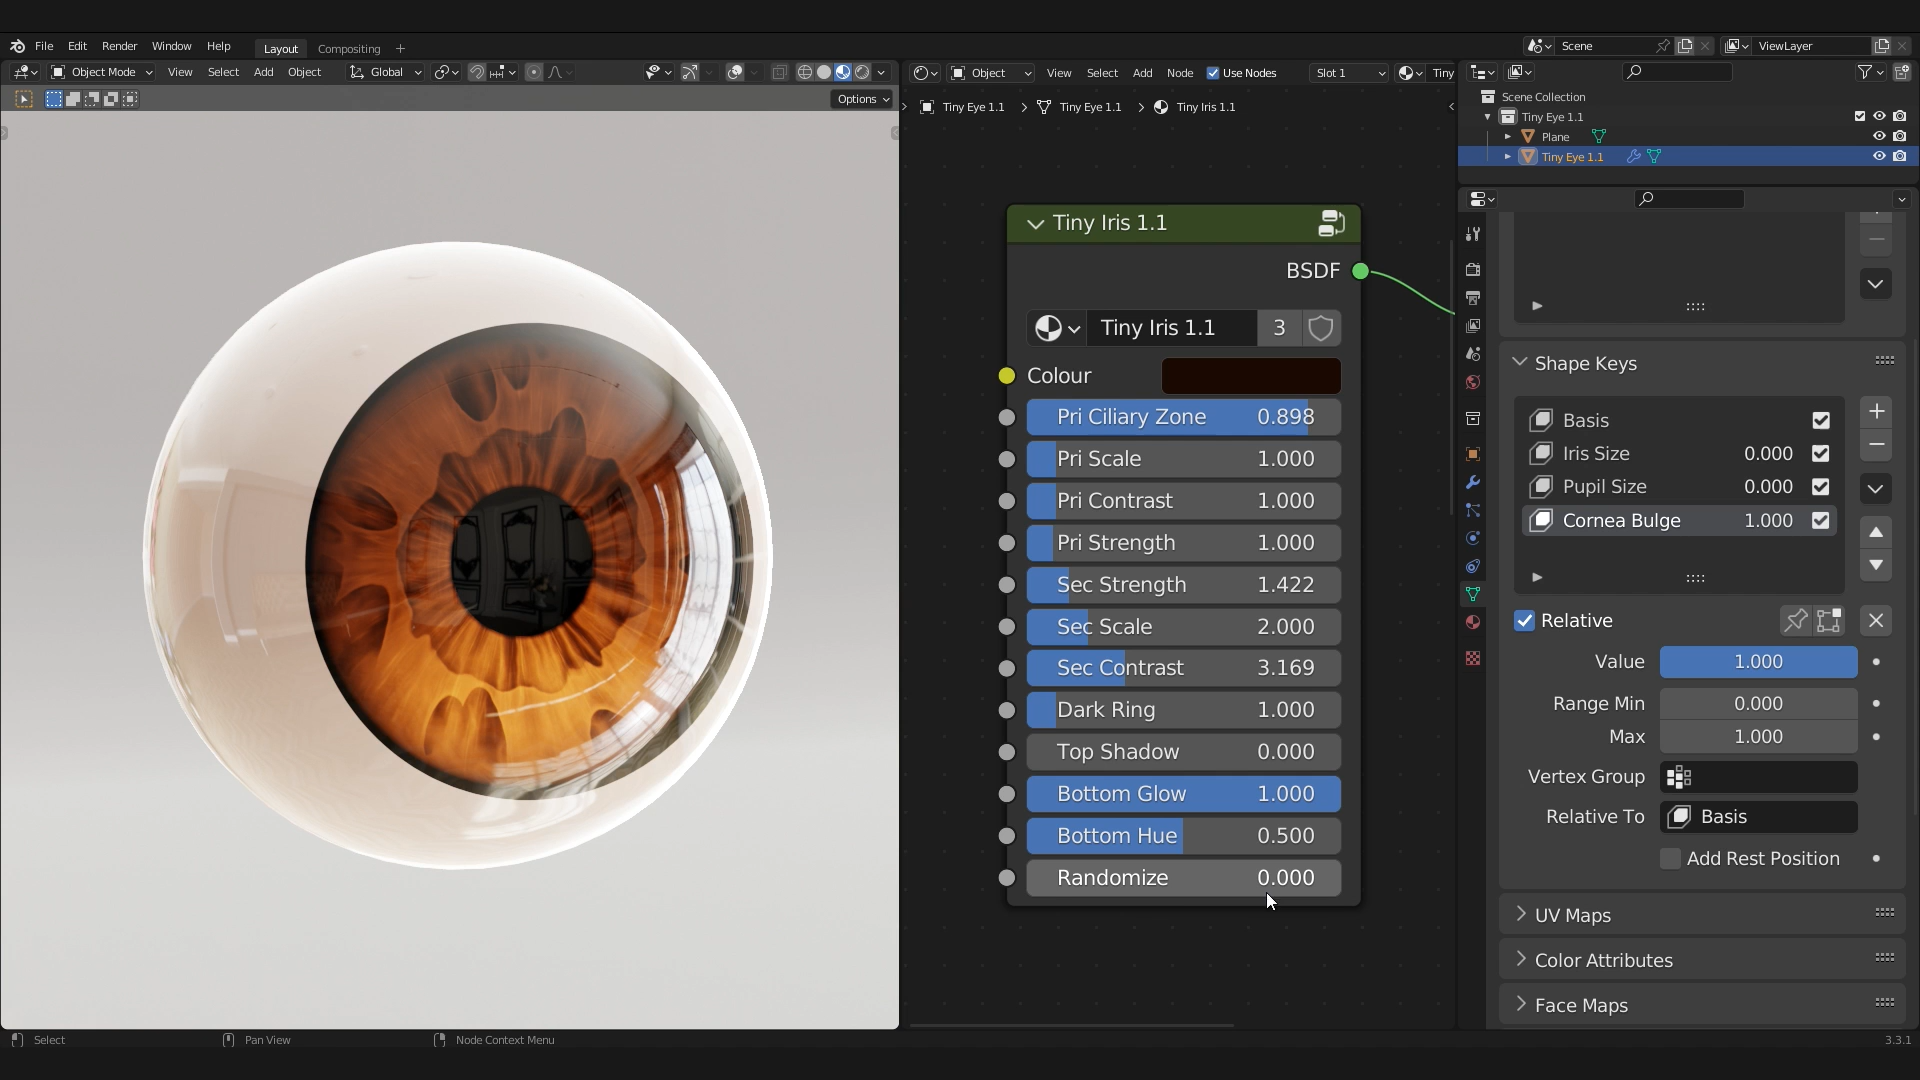 File Edit Render Window Help Layout Compositing + Scene ViewLayer
Object Mode View Select Add Object Global Object View Select Add Node Use Nodes Slot 1 Tiny
Options
Tiny Eye 1.1 > Tiny Eye 1.1 > Tiny Iris 1.1
Scene Collection
Tiny Eye 1.1
Plane
Tiny Eye 1.1
Tiny Iris 1.1
BSDF
Tiny Iris 1.1 3
Colour
Pri Ciliary Zone 0.898
Pri Scale 1.000
Pri Contrast 1.000
Pri Strength 1.000
Sec Strength 1.422
Sec Scale 2.000
Sec Contrast 3.169
Dark Ring 1.000
Top Shadow 0.000
Bottom Glow 1.000
Bottom Hue 0.500
Randomize 0.000
Shape Keys
Basis
Iris Size 0.000
Pupil Size 0.000
Cornea Bulge 1.000
Relative
Value 1.000
Range Min 0.000
Max 1.000
Vertex Group
Relative To Basis
Add Rest Position
UV Maps
Color Attributes
Face Maps
Select Pan View Node Context Menu 3.3.1